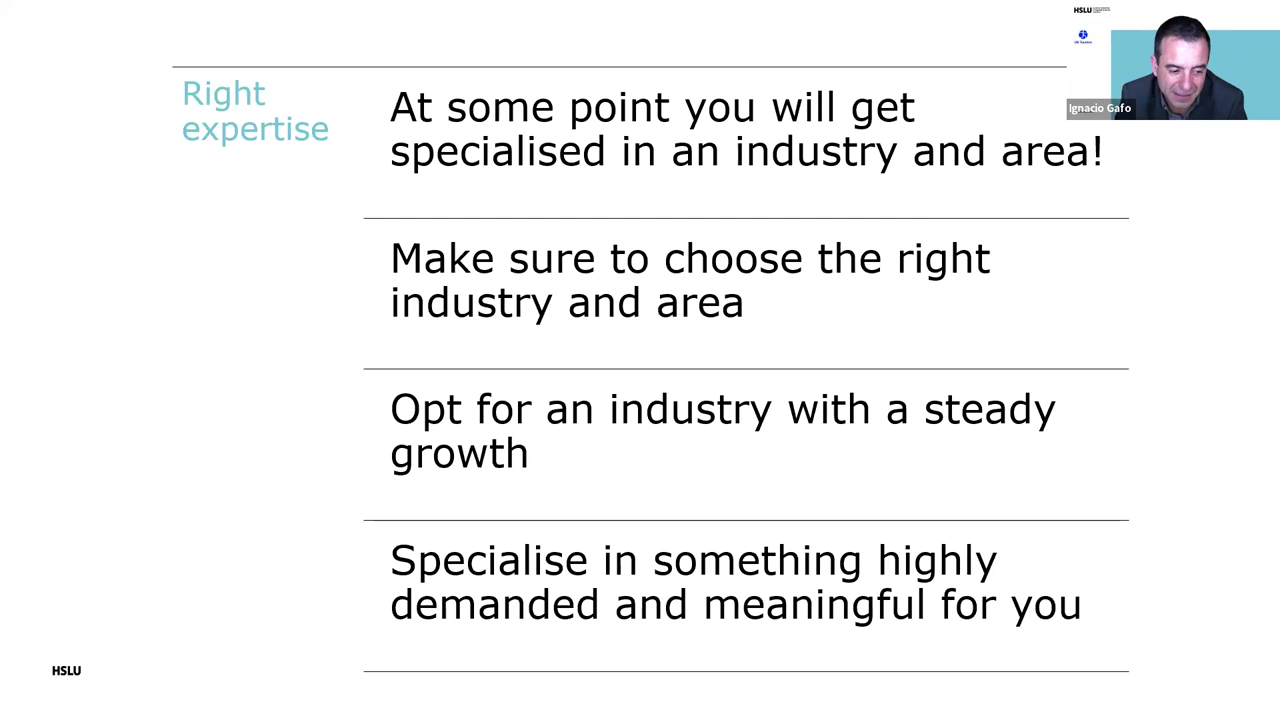 HSLU
Right
expertise
At some point you will get
specialised in an industry and area!
Ignacio Gafo
Make sure to choose the right
industry and area
Opt for an industry with a steady
growth
Specialise in something highly
demanded and meaningful for you
HSLU